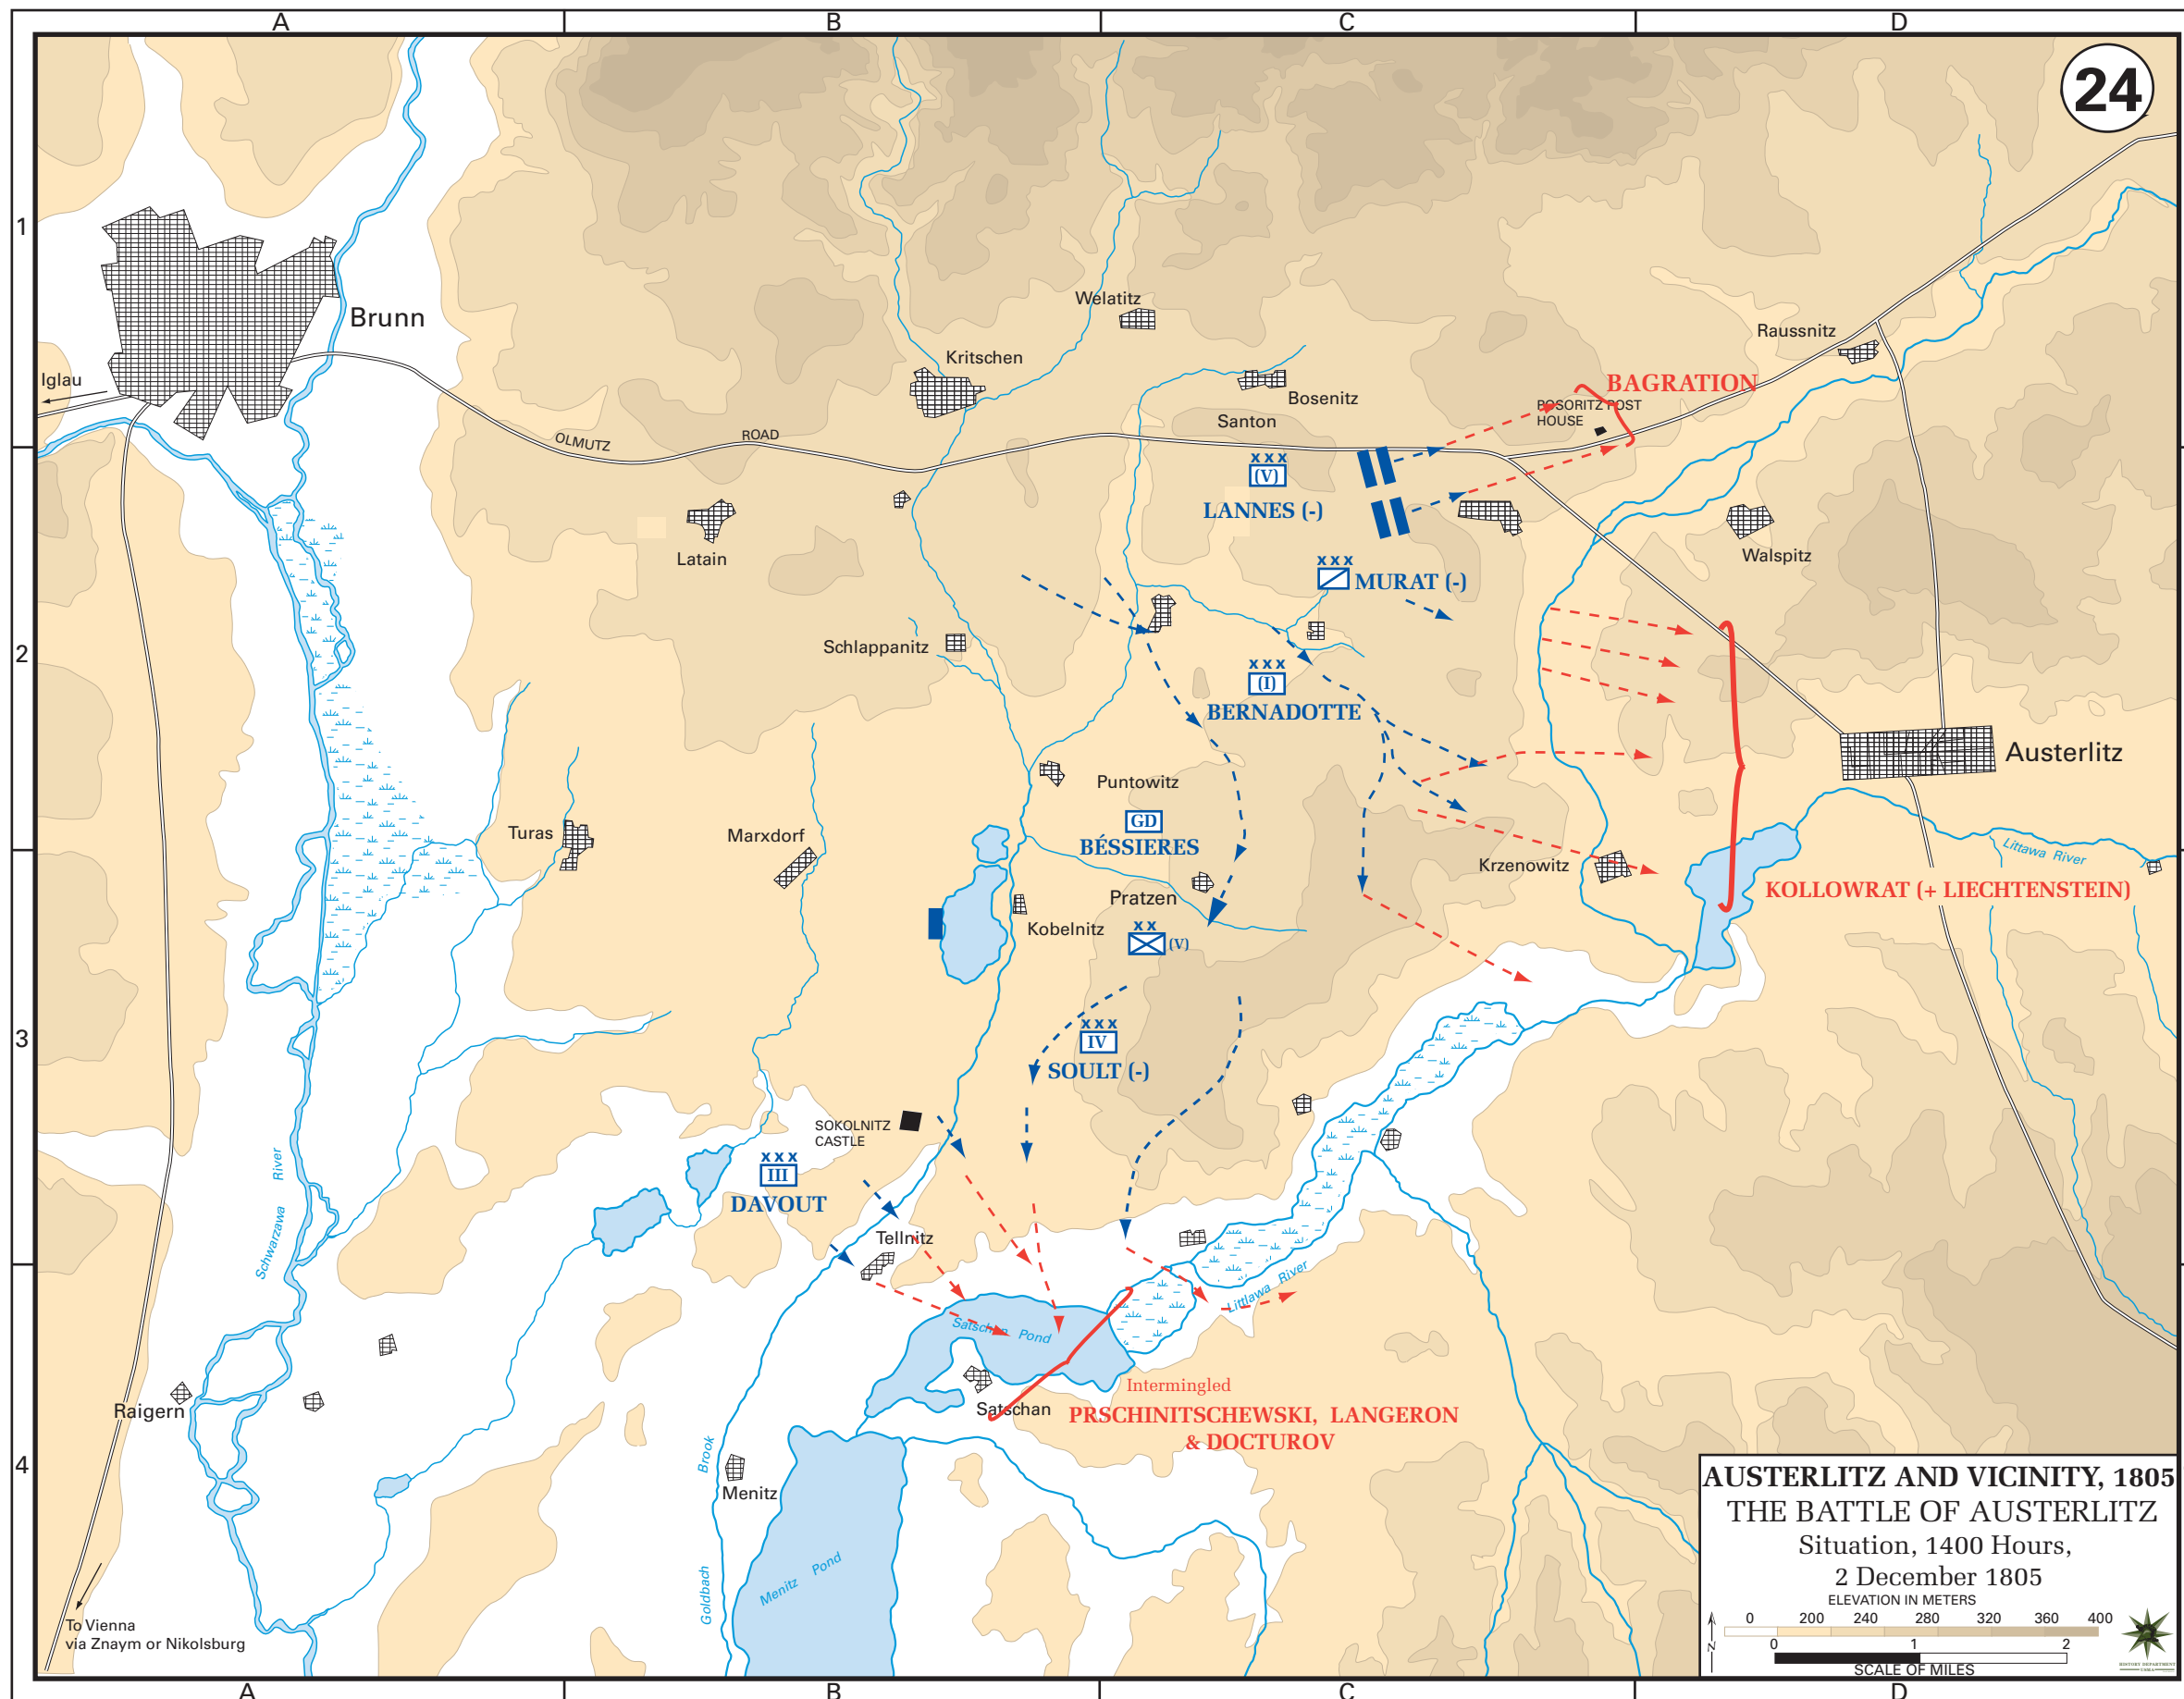 A
B
C
D
24
1
Brunn
Iglau
OLMUTZ
ROAD
Welatitz
Kritschen
Bosenitz
Santon
Raussnitz
BAGRATION
POSORITZ POST
HOUSE
XXX
(V)
LANNES (-)
Latain
Walspitz
XXX
MURAT (-)
2
Schlappanitz
XXX
(I)
BERNADOTTE
Austerlitz
Puntowitz
GD
BÉSSIERES
Turas
Marxdorf
Krzenowitz
Littawa River
KOLLOWRAT (+ LIECHTENSTEIN)
Pratzen
Kobelnitz
XX
(V)
3
XXX
IV
SOULT (-)
SOKOLNITZ
CASTLE
XXX
III
DAVOUT
Tellnitz
Schwarzawa River
Littlawa River
Satschan Pond
Satschan
Intermingled
PRSCHINITSCHEWSKI, LANGERON
& DOCTUROV
Raigern
4
Menitz
Goldbach Brook
Menitz Pond
To Vienna
via Znaym or Nikolsburg
AUSTERLITZ AND VICINITY, 1805
THE BATTLE OF AUSTERLITZ
Situation, 1400 Hours,
2 December 1805
ELEVATION IN METERS
0 200 240 280 320 360 400
N
0 1 2
SCALE OF MILES
HISTORY DEPARTMENT
USMA
A
B
C
D